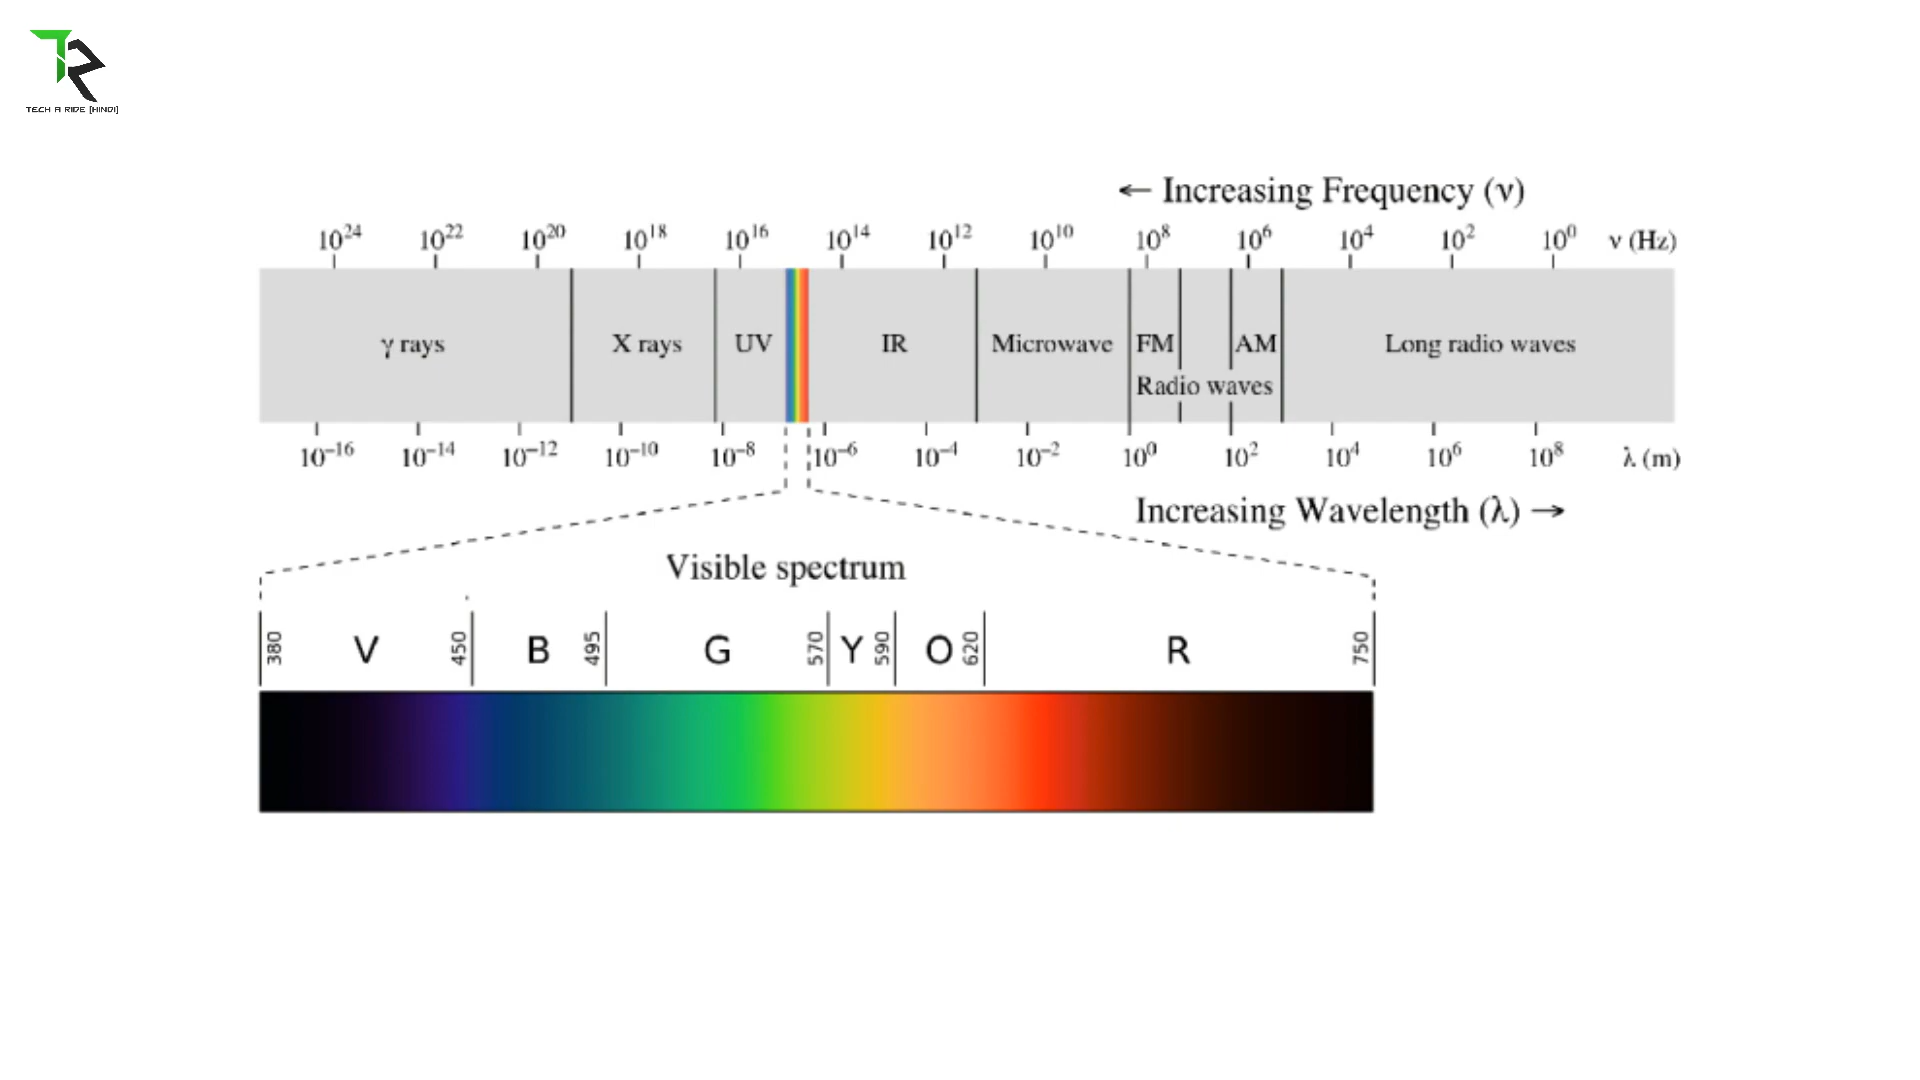 TECH A RIDE [HINDI]
← Increasing Frequency (ν)
10²⁴ 10²² 10²⁰ 10¹⁸ 10¹⁶ 10¹⁴ 10¹² 10¹⁰ 10⁸ 10⁶ 10⁴ 10² 10⁰ ν (Hz)
γ rays X rays UV IR Microwave FM AM Long radio waves
Radio waves
10⁻¹⁶ 10⁻¹⁴ 10⁻¹² 10⁻¹⁰ 10⁻⁸ 10⁻⁶ 10⁻⁴ 10⁻² 10⁰ 10² 10⁴ 10⁶ 10⁸ λ (m)
Increasing Wavelength (λ) →
Visible spectrum
380 V 450 B 495 G 570 Y 590 O 620 R 750